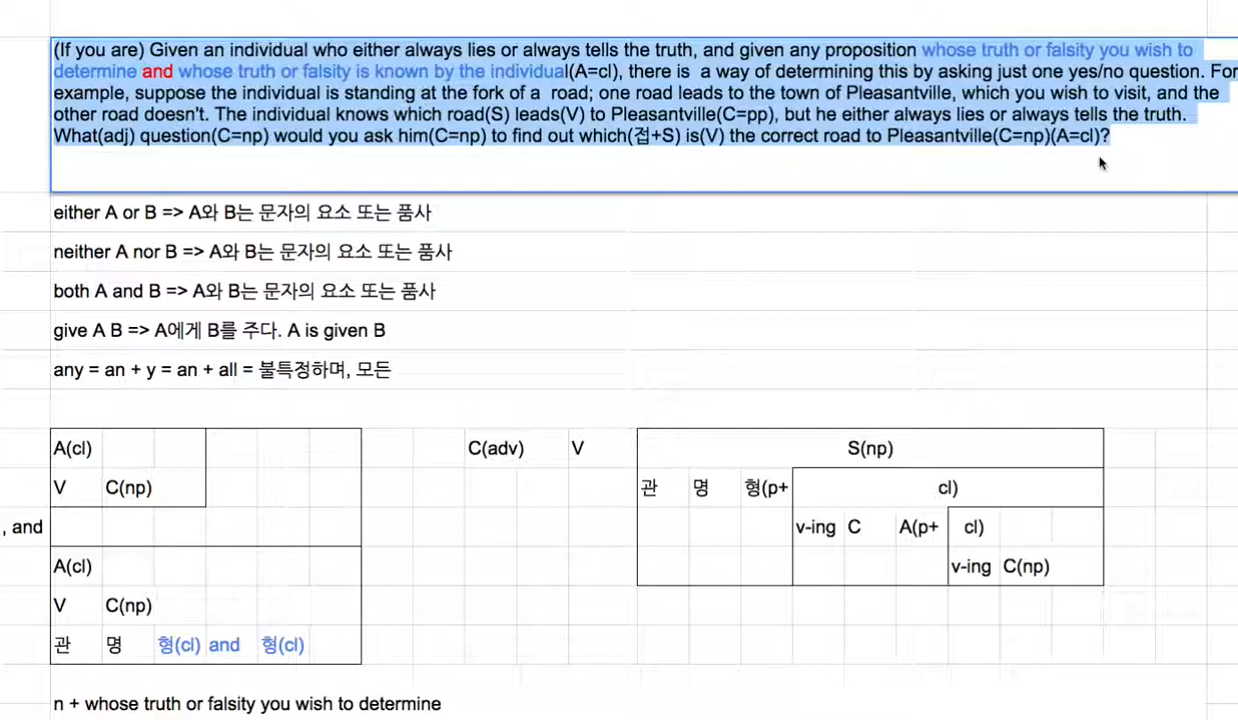 (If you are) Given an individual who either always lies or always tells the truth, and given any proposition whose truth or falsity you wish to
determine and whose truth or falsity is known by the individual(A=cl), there is  a way of determining this by asking just one yes/no question. For
example, suppose the individual is standing at the fork of a  road; one road leads to the town of Pleasantville, which you wish to visit, and the
other road doesn't. The individual knows which road(S) leads(V) to Pleasantville(C=pp), but he either always lies or always tells the truth.
What(adj) question(C=np) would you ask him(C=np) to find out which(접+S) is(V) the correct road to Pleasantville(C=np)(A=cl)?
either A or B => A와 B는 문자의 요소 또는 품사
neither A nor B => A와 B는 문자의 요소 또는 품사
both A and B => A와 B는 문자의 요소 또는 품사
give A B => A에게 B를 주다. A is given B
any = an + y = an + all = 불특정하며, 모든
A(cl) C(adv) V S(np)
V C(np) 관 명 형(p+ cl)
, and v-ing C A(p+ cl)
A(cl) v-ing C(np)
V C(np)
관 명 형(cl) and 형(cl)
n + whose truth or falsity you wish to determine